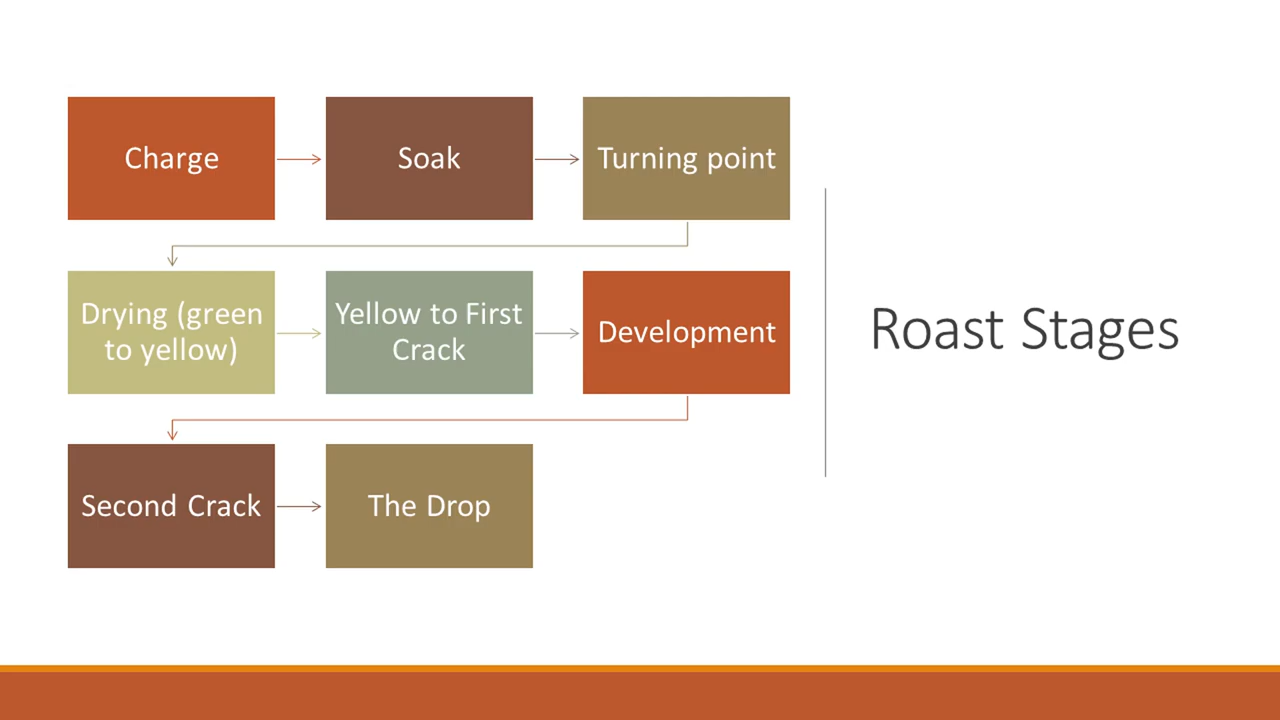 Charge
Soak
Turning point
Drying (green
to yellow)
Yellow to First
Crack
Development
Second Crack
The Drop
Roast Stages